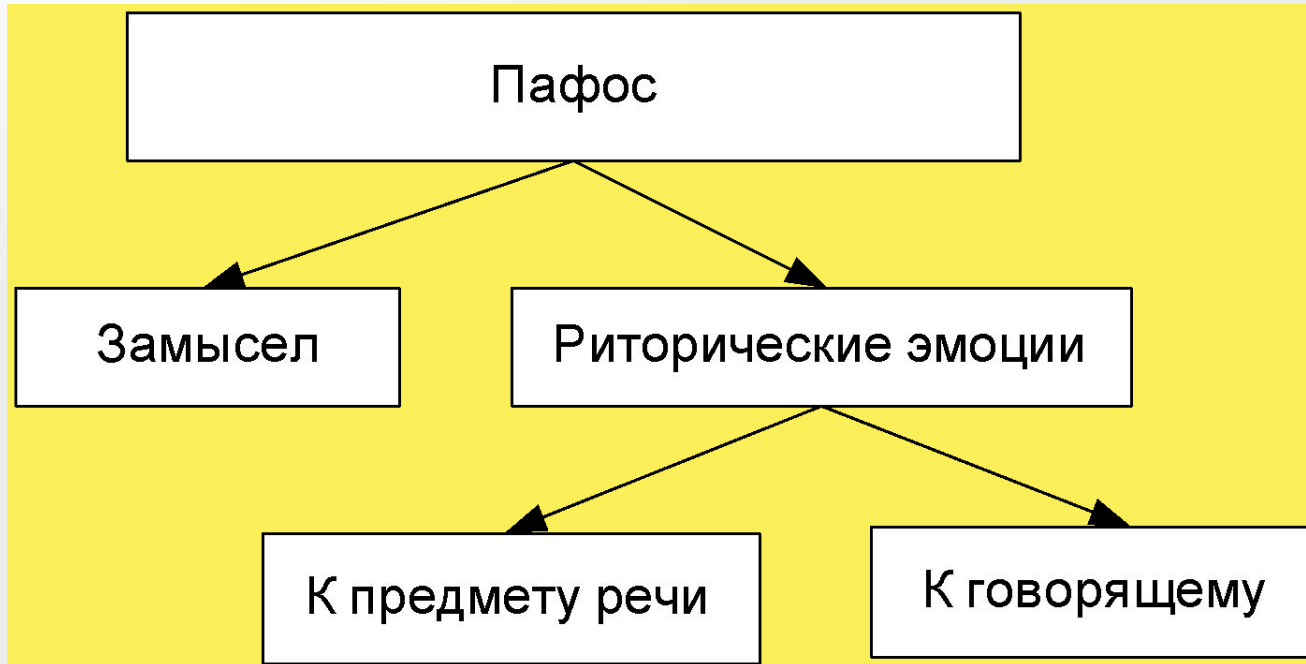 Пафос
Замысел
Риторические эмоции
К предмету речи
К говорящему